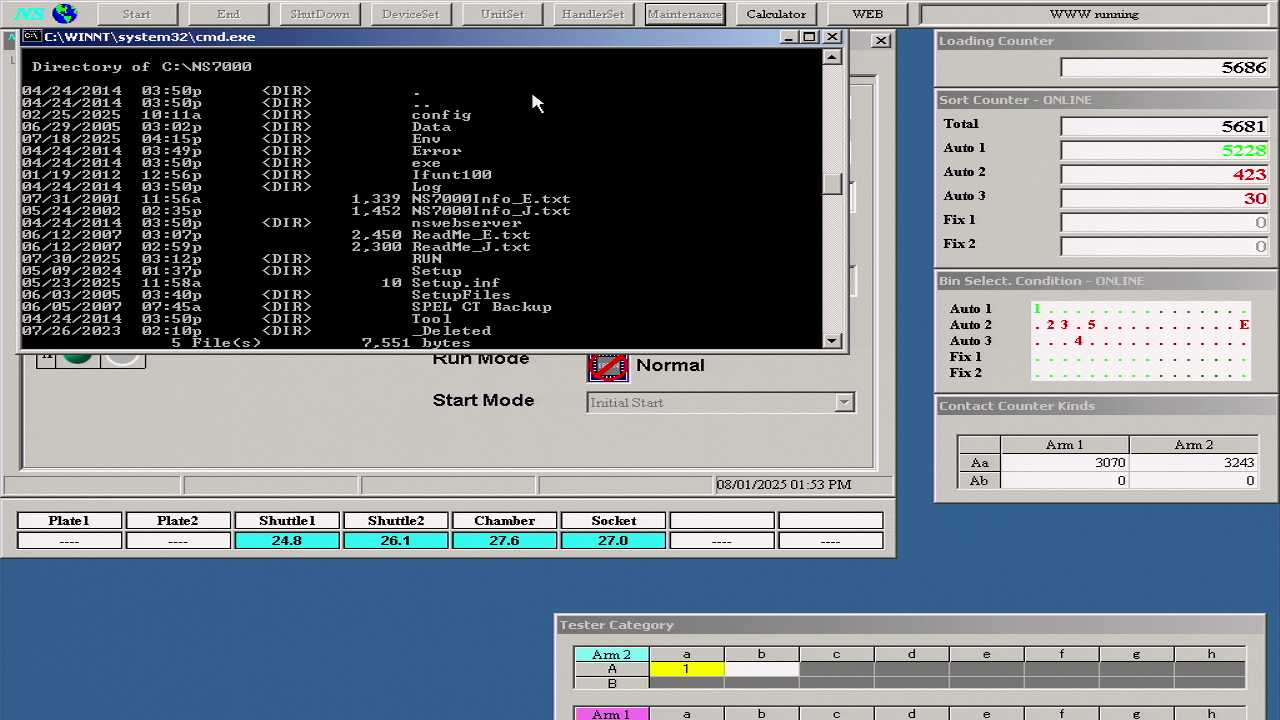 NS Start End ShutDown DeviceSet UnitSet HandlerSet Maintenance Calculator WEB WWW running
C:\WINNT\system32\cmd.exe
Directory of C:\NS7000
04/24/2014 03:50p <DIR> .
04/24/2014 03:50p <DIR> ..
02/25/2025 10:11a <DIR> config
06/29/2005 03:02p <DIR> Data
07/18/2025 04:15p <DIR> Env
04/24/2014 03:49p <DIR> Error
04/24/2014 03:50p <DIR> exe
01/19/2012 12:56p <DIR> Ifunt100
04/24/2014 03:50p <DIR> Log
07/31/2001 11:56a 1,339 NS7000Info_E.txt
05/24/2002 02:35p 1,452 NS7000Info_J.txt
04/24/2014 03:50p <DIR> nswebserver
06/12/2007 03:07p 2,450 ReadMe_E.txt
06/12/2007 02:59p 2,300 ReadMe_J.txt
07/30/2025 03:12p <DIR> RUN
05/09/2024 01:37p <DIR> Setup
05/23/2025 11:58a 10 Setup.inf
06/03/2005 03:40p <DIR> SetupFiles
06/05/2007 07:45a <DIR> SPEL CT Backup
04/24/2014 03:50p <DIR> Tool
07/26/2023 02:10p <DIR> _Deleted
5 File(s) 7,551 bytes
Run Mode Normal
Start Mode Initial Start
08/01/2025 01:53 PM
Plate1 Plate2 Shuttle1 Shuttle2 Chamber Socket
---- ---- 24.8 26.1 27.6 27.0 ---- ----
Loading Counter
5686
Sort Counter - ONLINE
Total 5681
Auto 1 5228
Auto 2 423
Auto 3 30
Fix 1 0
Fix 2 0
Bin Select. Condition - ONLINE
Auto 1 1 . . . . . . . . . . . . . . .
Auto 2 . 2 3 . 5 . . . . . . . . . . E
Auto 3 . . . 4 . . . . . . . . . . . .
Fix 1 . . . . . . . . . . . . . . . .
Fix 2 . . . . . . . . . . . . . . . .
Contact Counter Kinds
Arm 1 Arm 2
Aa 3070 3243
Ab 0 0
Tester Category
Arm 2 a b c d e f g h
A 1
B
Arm 1 a b c d e f g h